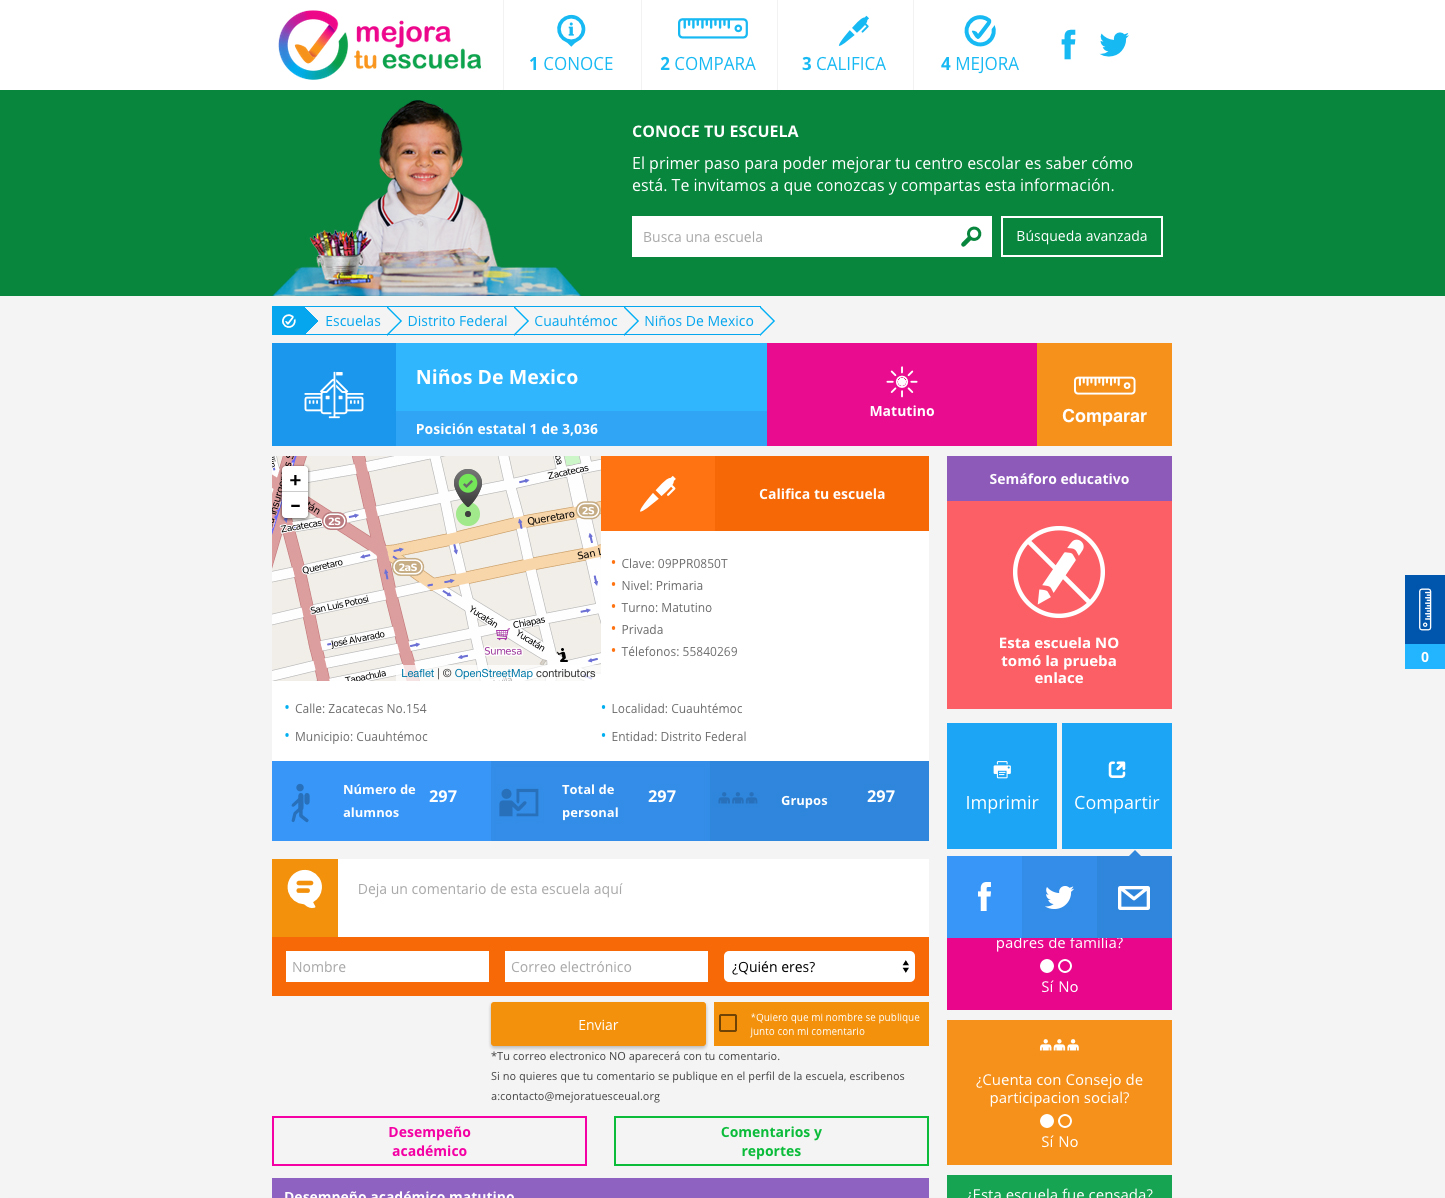 mejora
tu escuela
1 CONOCE
2 COMPARA
3 CALIFICA
4 MEJORA
CONOCE TU ESCUELA
El primer paso para poder mejorar tu centro escolar es saber cómo
está. Te invitamos a que conozcas y compartas esta información.
Busca una escuela
Búsqueda avanzada
Escuelas
Distrito Federal
Cuauhtémoc
Niños De Mexico
Niños De Mexico
Posición estatal 1 de 3,036
Matutino
Comparar
+
−
Zacatecas
Zacatecas
2S
2S
Queretaro
Queretaro
2aS
San L
San Luis Potosi
José Alvarado
Yucatán
Yucatán
Chiapas
Sumesa
Tapachula
Leaflet | © OpenStreetMap contributors
Califica tu escuela
Clave: 09PPR0850T
Nivel: Primaria
Turno: Matutino
Privada
Télefonos: 55840269
Calle: Zacatecas No.154
Localidad: Cuauhtémoc
Municipio: Cuauhtémoc
Entidad: Distrito Federal
Número de
alumnos
297
Total de
personal
297
Grupos
297
Semáforo educativo
Esta escuela NO
tomó la prueba
enlace
0
Imprimir
Compartir
padres de familia?
Sí No
¿Cuenta con Consejo de
participacion social?
Sí No
¿Esta escuela fue censada?
Deja un comentario de esta escuela aquí
Nombre
Correo electrónico
¿Quién eres?
Enviar
*Quiero que mi nombre se publique
junto con mi comentario
*Tu correo electronico NO aparecerá con tu comentario.
Si no quieres que tu comentario se publique en el perfil de la escuela, escribenos
a:contacto@mejoratuesceual.org
Desempeño
académico
Comentarios y
reportes
Desempeño académico matutino